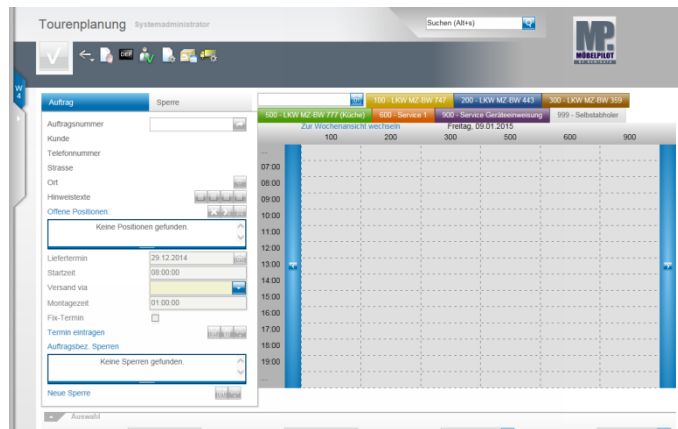 Tourenplanung Systemadministrator
Suchen (Alt+s)
MP
MÖBELPILOT
DEF
W
4
Auftrag Sperre
100 - LKW MZ-BW 747 200 - LKW MZ-BW 443 300 - LKW MZ-BW 359
500 - LKW MZ-BW 777 (Küche) 600 - Service 1 900 - Service Geräteeinweisung 999 - Selbstabholer
Zur Wochenansicht wechseln Freitag, 09.01.2015
100 200 300 500 600 900
Auftragsnummer
Kunde
Telefonnummer
Strasse
Ort
Hinweistexte
Offene Positionen:
Keine Positionen gefunden.
Liefertermin 29.12.2014
Startzeit 08:00:00
Versand via
Montagezeit 01:00:00
Fix-Termin
Termin eintragen
Auftragsbez. Sperren
Keine Sperren gefunden.
Neue Sperre
...
07:00
08:00
09:00
10:00
11:00
12:00
13:00
14:00
15:00
16:00
17:00
18:00
19:00
...
Auswahl